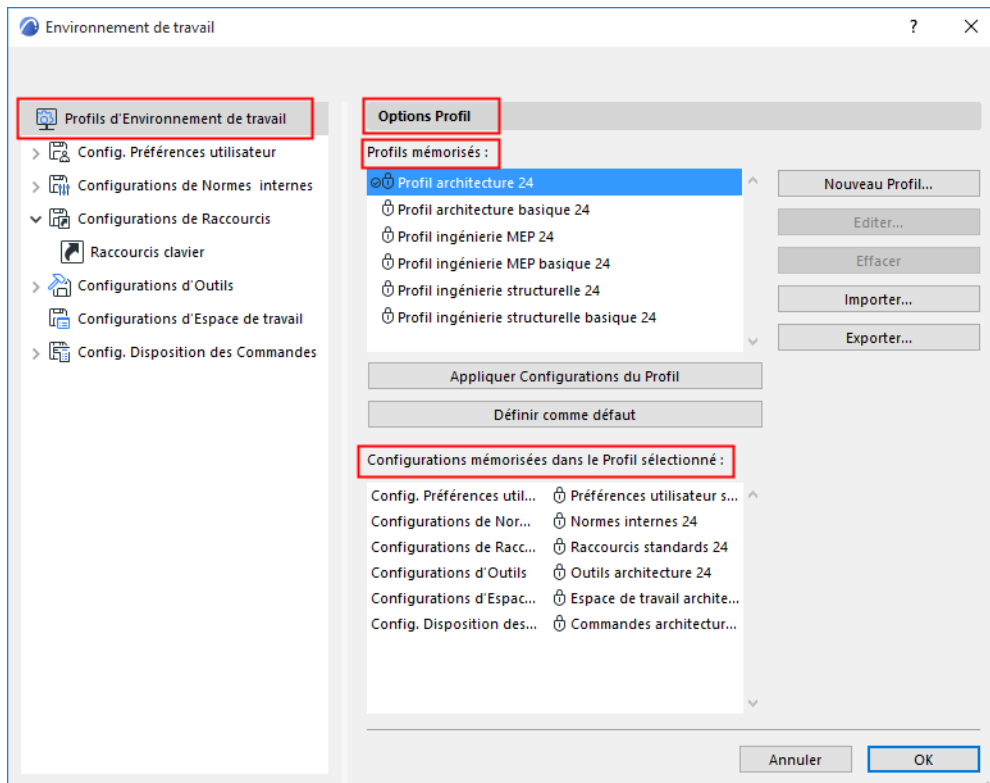 Environnement de travail
?
Profils d'Environnement de travail
Config. Préférences utilisateur
Configurations de Normes internes
Configurations de Raccourcis
Raccourcis clavier
Configurations d'Outils
Configurations d'Espace de travail
Config. Disposition des Commandes
Options Profil
Profils mémorisés :
Profil architecture 24
Profil architecture basique 24
Profil ingénierie MEP 24
Profil ingénierie MEP basique 24
Profil ingénierie structurelle 24
Profil ingénierie structurelle basique 24
Nouveau Profil...
Editer...
Effacer
Importer...
Exporter...
Appliquer Configurations du Profil
Définir comme défaut
Configurations mémorisées dans le Profil sélectionné :
Config. Préférences util... Préférences utilisateur s...
Configurations de Nor... Normes internes 24
Configurations de Racc... Raccourcis standards 24
Configurations d'Outils Outils architecture 24
Configurations d'Espac... Espace de travail archite...
Config. Disposition des... Commandes architectur...
Annuler
OK